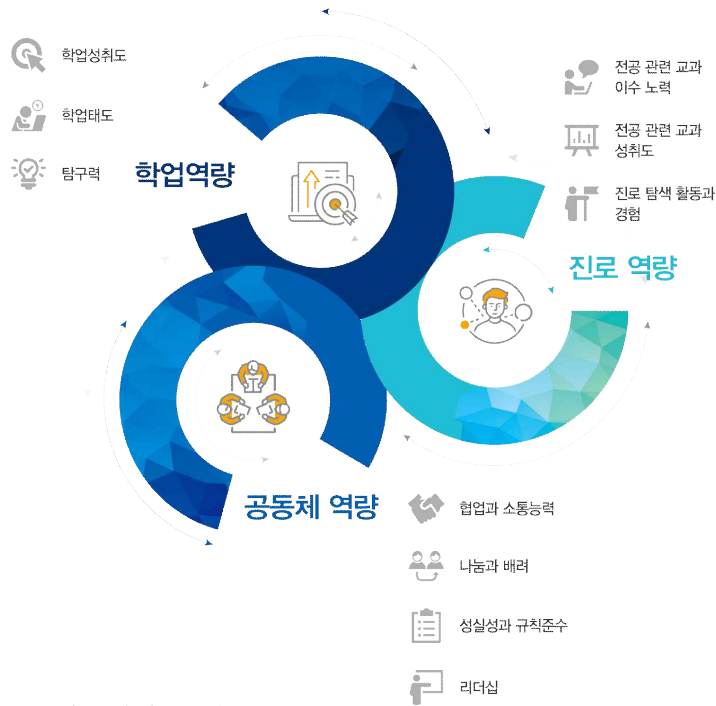 학업성취도
학업태도
탐구력
학업역량
전공 관련 교과
이수 노력
전공 관련 교과
성취도
진로 탐색 활동과
경험
진로 역량
공동체 역량
협업과 소통능력
나눔과 배려
성실성과 규칙준수
리더십